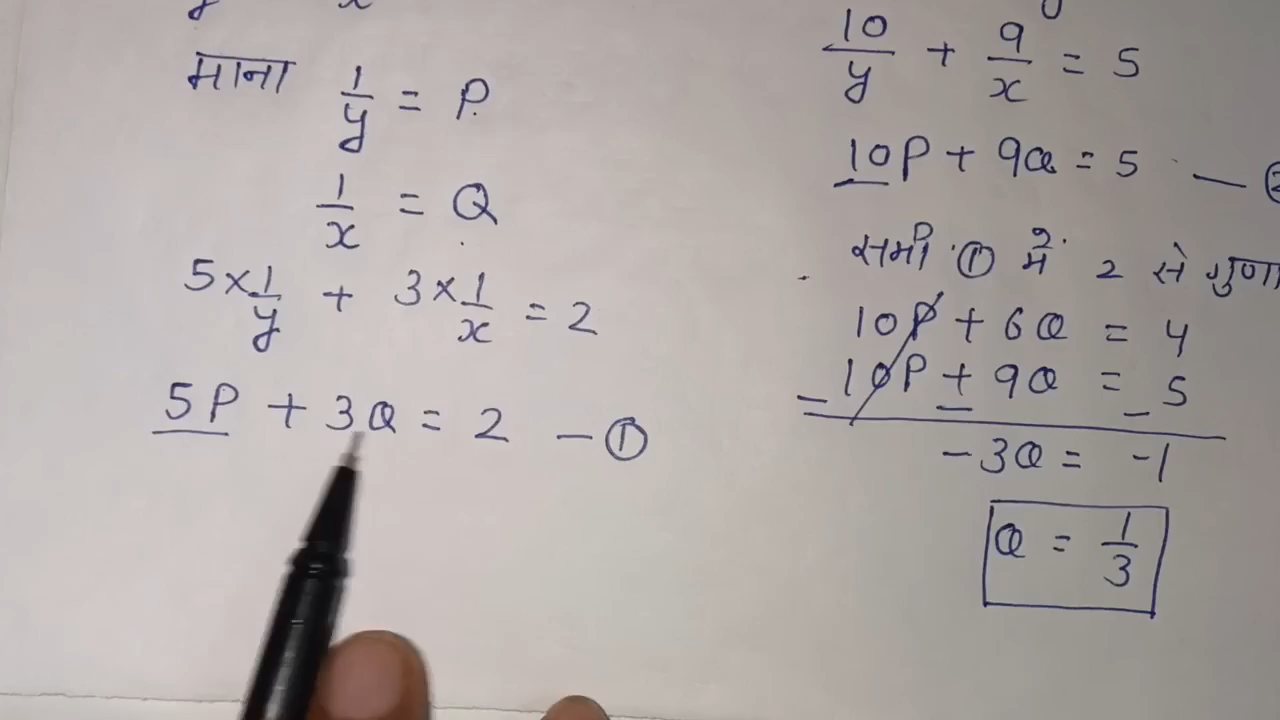 माना 1/y = P
1/x = Q
5×1/y + 3×1/x = 2
5P + 3Q = 2 — ①
10/y + 9/x = 5
10P + 9Q = 5 — ②
समी ① में 2 से गुणा
10P + 6Q = 4
10P + 9Q = 5
− − −
-3Q = -1
Q = 1/3